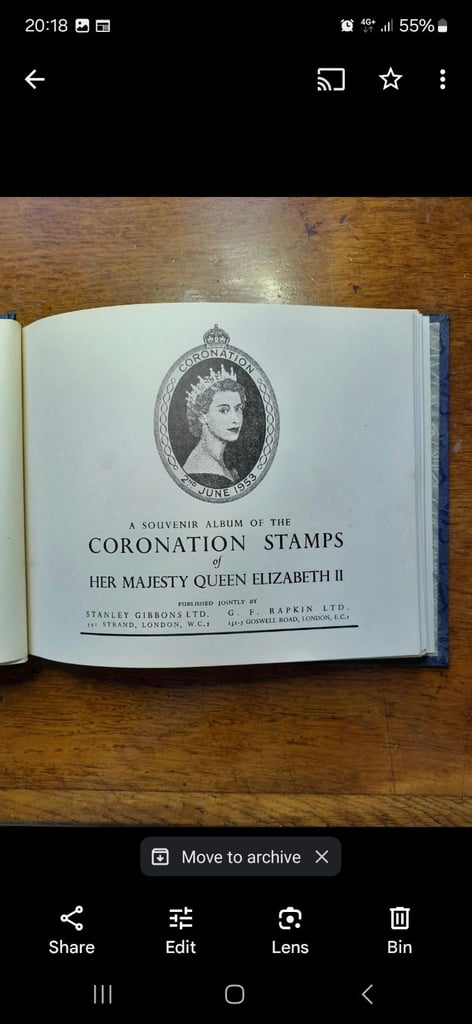 20:18
4G+
55%
CORONATION
2ND JUNE 1953
A SOUVENIR ALBUM OF THE
CORONATION STAMPS
of
HER MAJESTY QUEEN ELIZABETH II
PUBLISHED JOINTLY BY
STANLEY GIBBONS LTD. G. F. RAPKIN LTD.
391 STRAND, LONDON, W.C.2 151-7 GOSWELL ROAD, LONDON, E.C.1
Move to archive
Share Edit Lens Bin